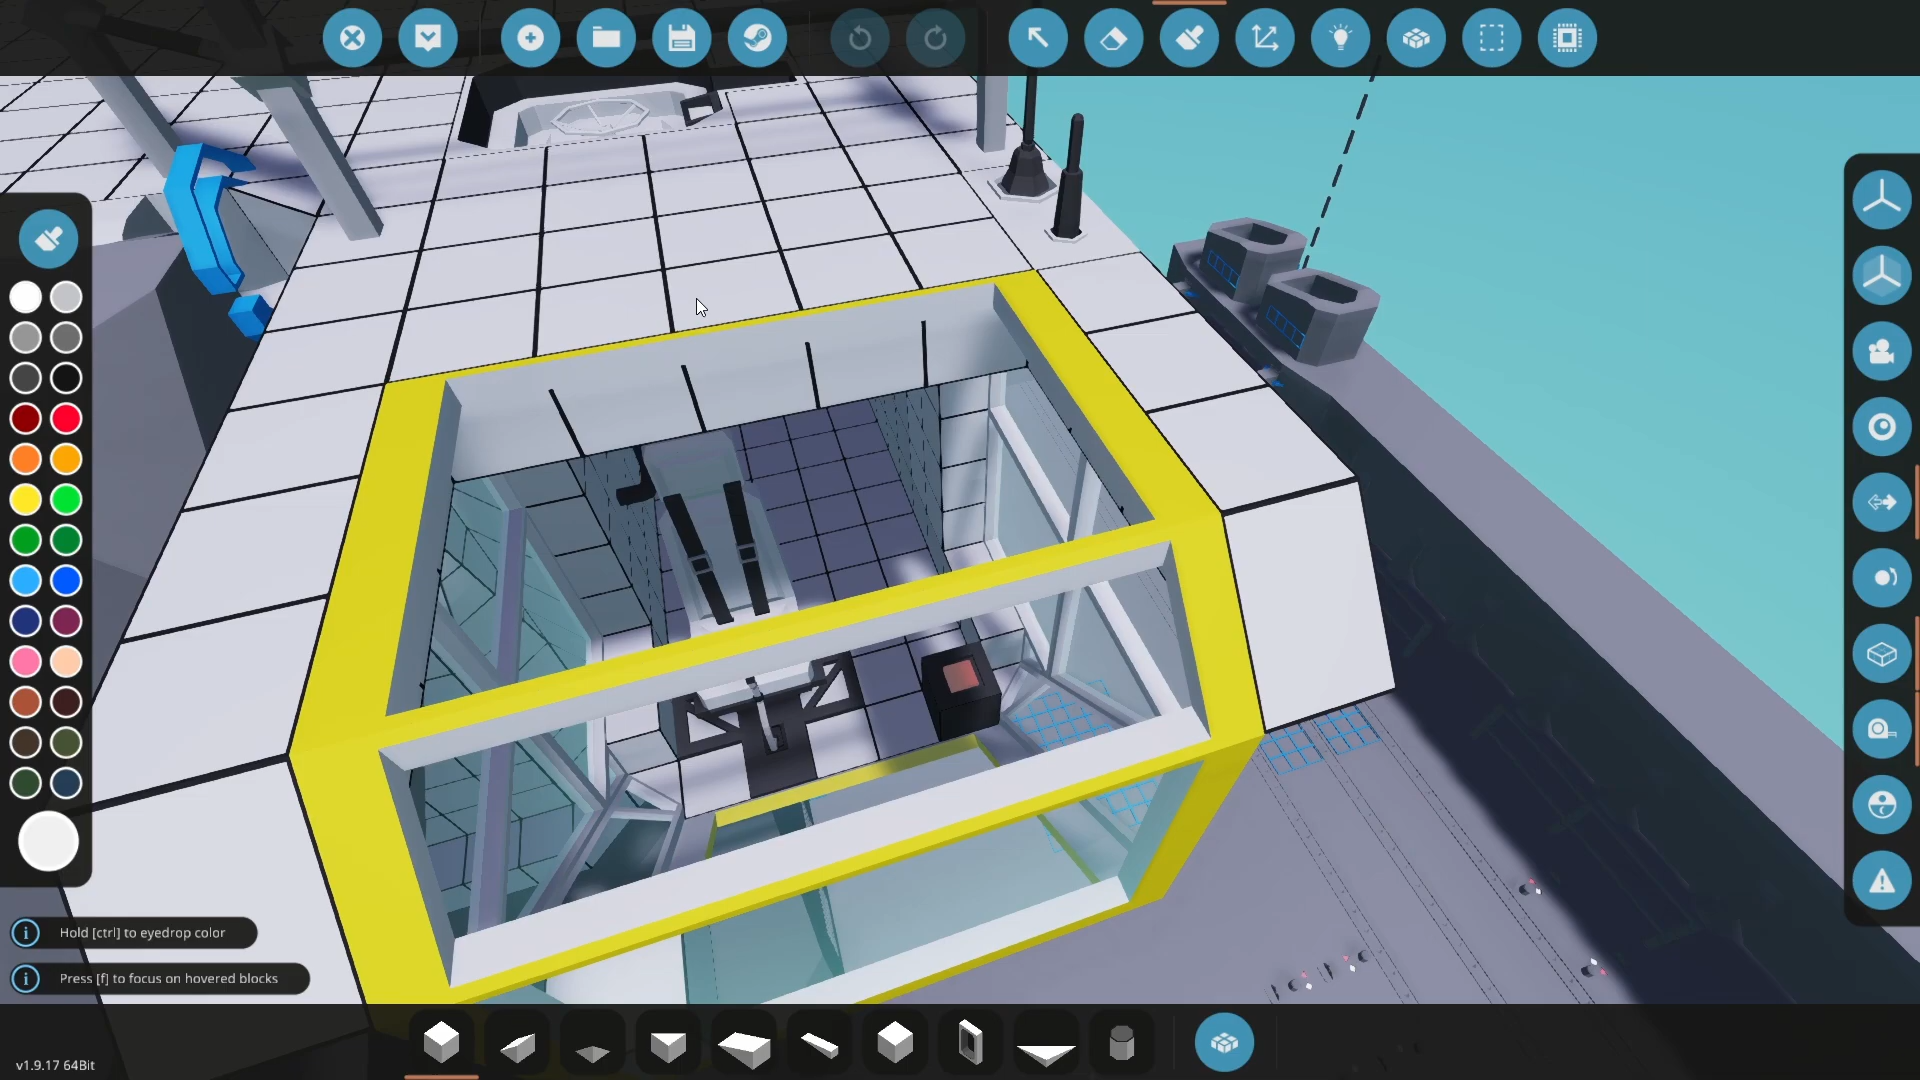 Hold [ctrl] to eyedrop color
Press [f] to focus on hovered blocks
v1.9.17 64Bit